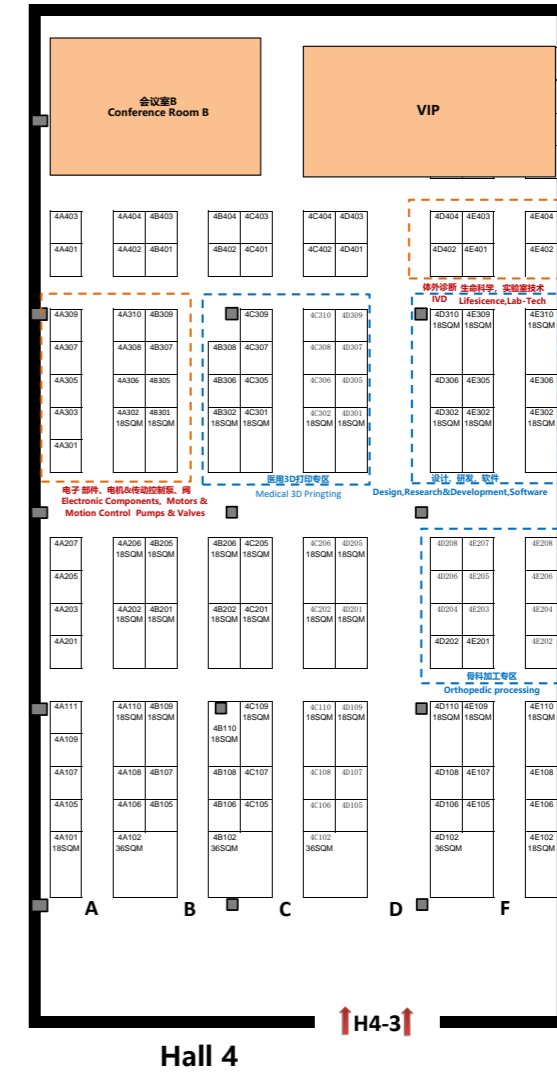 会议室B
Conference Room B
VIP
4A403 4A404 4B403 4B404 4C403 4C404 4D403 4D404 4E403 4E404
4A401 4A402 4B401 4B402 4C401 4C402 4D401 4D402 4E401 4E402
体外诊断 生命科学，实验室技术
IVD Lifesicence,Lab-Tech
4A309 4A310 4B309 4C309 4C310 4D309 4D310 4E309 4E310
18SQM 18SQM 18SQM
4A307 4A308 4B307 4B308 4C307 4C308 4D307
4A305 4A306 4B305 4B306 4C305 4C306 4D305 4D306 4E305 4E306
4A303 4A302 4B301 4B302 4C301 4C302 4D301 4D302 4E302 4E302
18SQM 18SQM 18SQM 18SQM 18SQM 18SQM 18SQM 18SQM 18SQM
4A301
医用3D打印专区
设计、研发、软件
电子 部件、电机&传动控制泵、阀
Electronic Components, Motors &
Motion Control Pumps & Valves
Medical 3D Pringting
Design,Research&Development,Software
4A207 4A206 4B205 4B206 4C205 4C206 4D205 4D208 4E207 4E208
18SQM 18SQM 18SQM 18SQM 18SQM 18SQM
4A205 4D206 4E205 4E206
4A203 4A202 4B201 4B202 4C201 4C202 4D201 4D204 4E203 4E204
18SQM 18SQM 18SQM 18SQM 18SQM 18SQM
4A201 4D202 4E201 4E202
骨科加工专区
Orthopedic processing
4A111 4A110 4B109 4C109 4C110 4D109 4D110 4E109 4E110
18SQM 18SQM 18SQM 18SQM 18SQM 18SQM 18SQM 18SQM
4B110
18SQM
4A109
4A107 4A108 4B107 4B108 4C107 4C108 4D107 4D108 4E107 4E108
4A105 4A106 4B105 4B106 4C105 4C106 4D105 4D106 4E105 4E106
4A101 4A102 4B102 4C102 4D102 4E102
18SQM 36SQM 36SQM 36SQM 36SQM 18SQM
A B C D F
H4-3
Hall 4